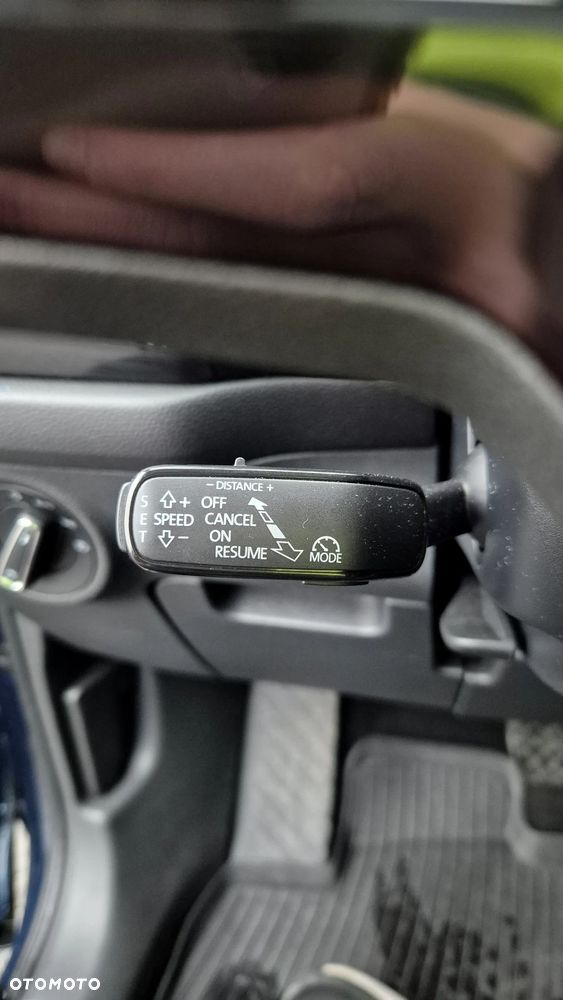 − DISTANCE +
S + OFF
E SPEED CANCEL
T − ON
RESUME MODE
OTOMOTO